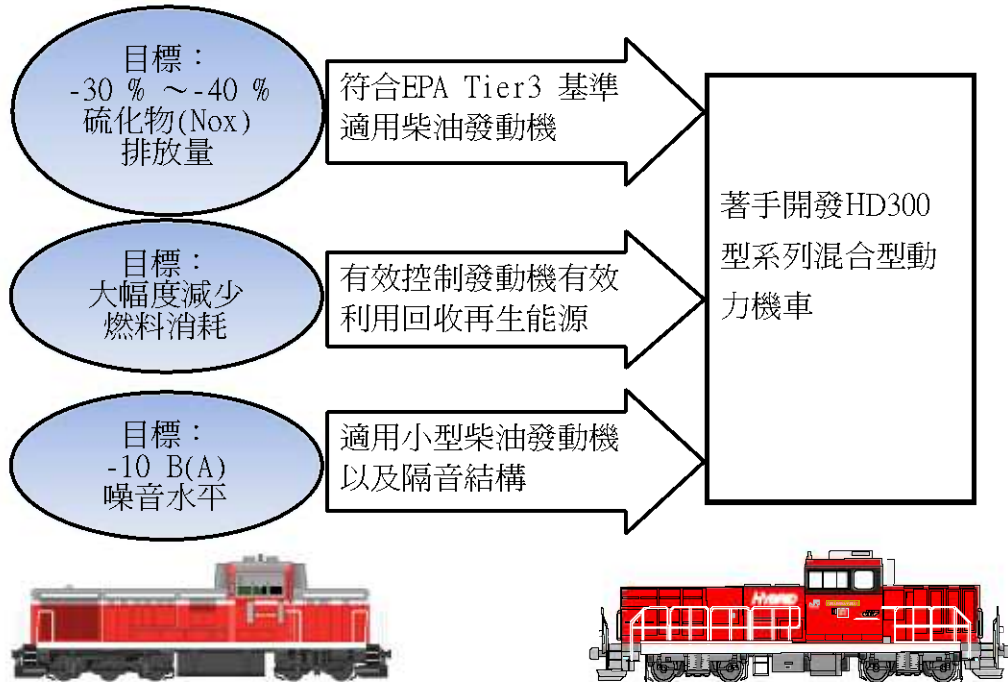 目標：
-30 % ～-40 %
硫化物(Nox)
排放量
符合EPA Tier3 基準
適用柴油發動機
目標：
大幅度減少
燃料消耗
有效控制發動機有效
利用回收再生能源
目標：
-10 B(A)
噪音水平
適用小型柴油發動機
以及隔音結構
著手開發HD300
型系列混合型動
力機車
HYBRID